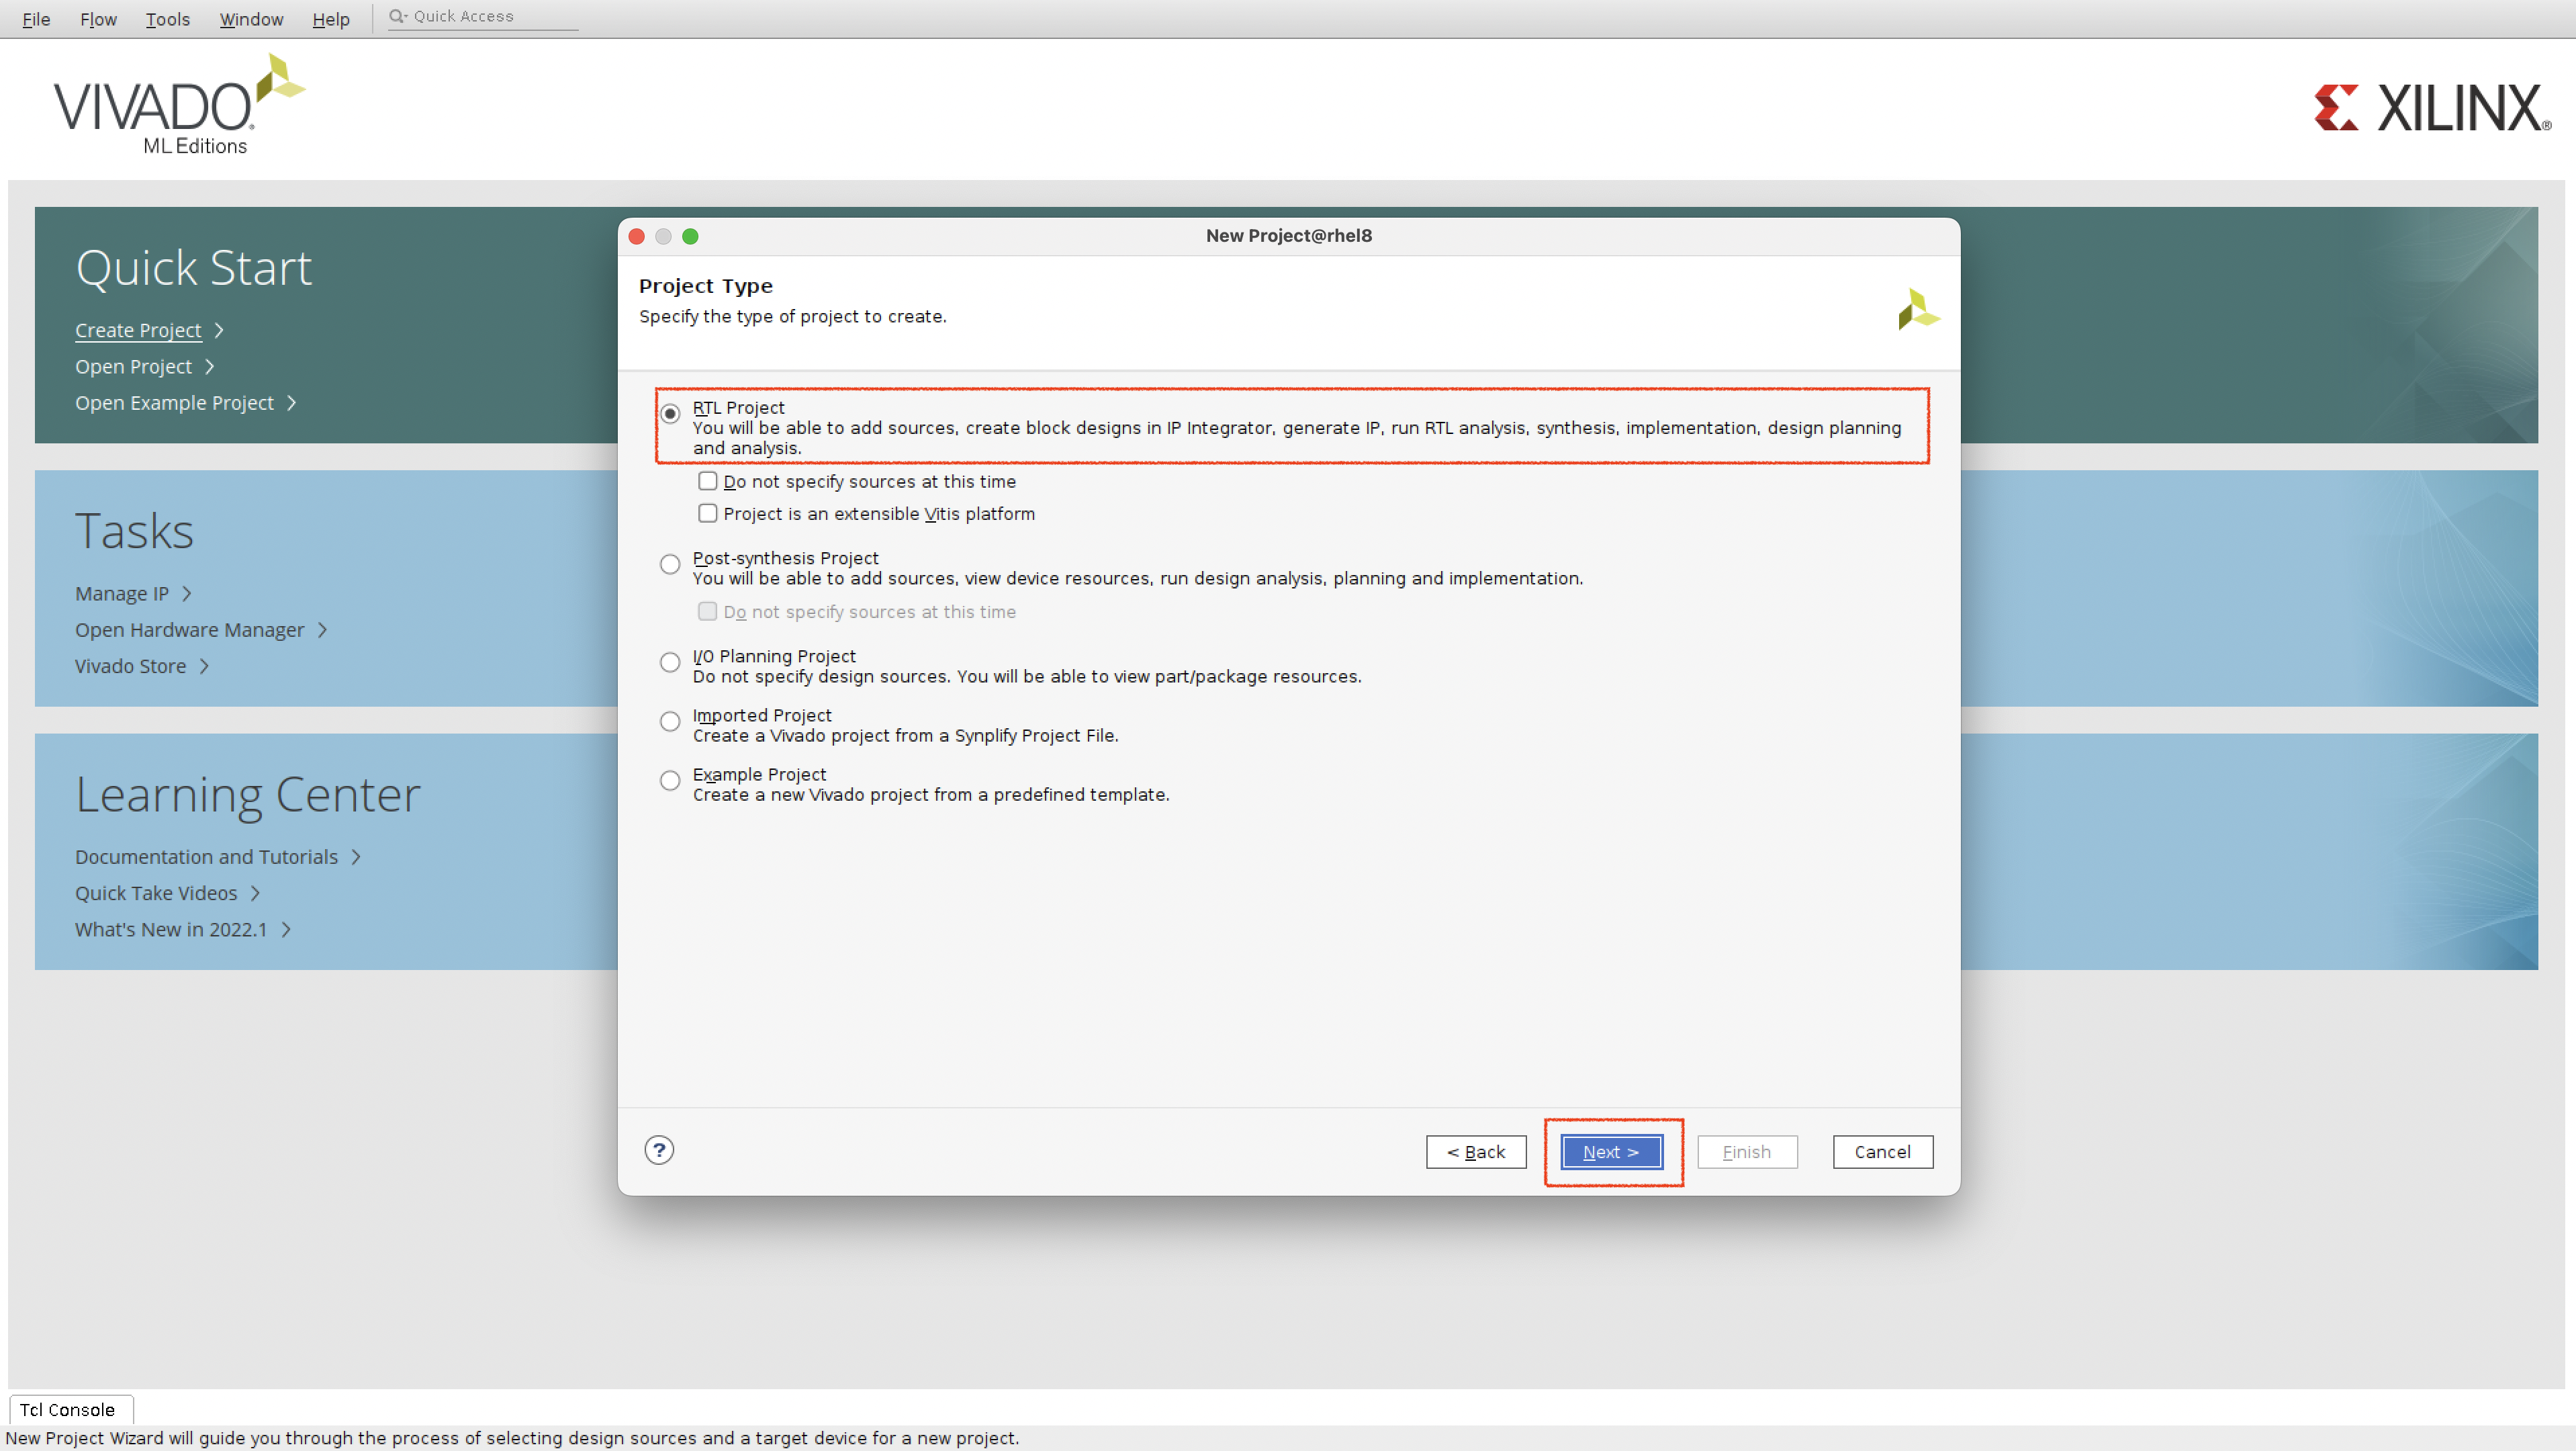 File Flow Tools Window Help Quick Access
VIVADO®
ML Editions
XILINX®
Quick Start
Create Project
Open Project
Open Example Project
Tasks
Manage IP
Open Hardware Manager
Vivado Store
Learning Center
Documentation and Tutorials
Quick Take Videos
What's New in 2022.1
New Project@rhel8
Project Type
Specify the type of project to create.
RTL Project
You will be able to add sources, create block designs in IP Integrator, generate IP, run RTL analysis, synthesis, implementation, design planning
and analysis.
Do not specify sources at this time
Project is an extensible Vitis platform
Post-synthesis Project
You will be able to add sources, view device resources, run design analysis, planning and implementation.
Do not specify sources at this time
I/O Planning Project
Do not specify design sources. You will be able to view part/package resources.
Imported Project
Create a Vivado project from a Synplify Project File.
Example Project
Create a new Vivado project from a predefined template.
? < Back Next > Finish Cancel
Tcl Console
New Project Wizard will guide you through the process of selecting design sources and a target device for a new project.